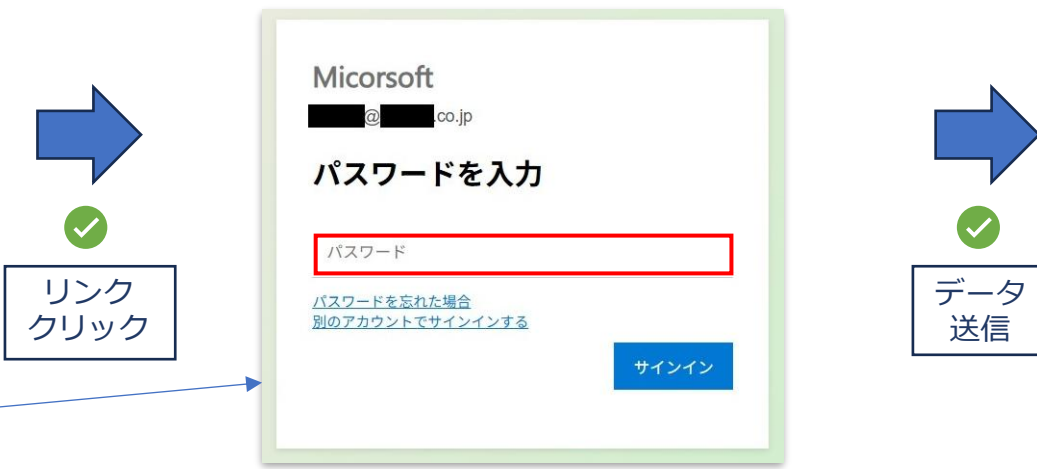 Micorsoft
@ .co.jp
パスワードを入力
パスワード
パスワードを忘れた場合
別のアカウントでサインインする
サインイン
リンク
クリック
データ
送信